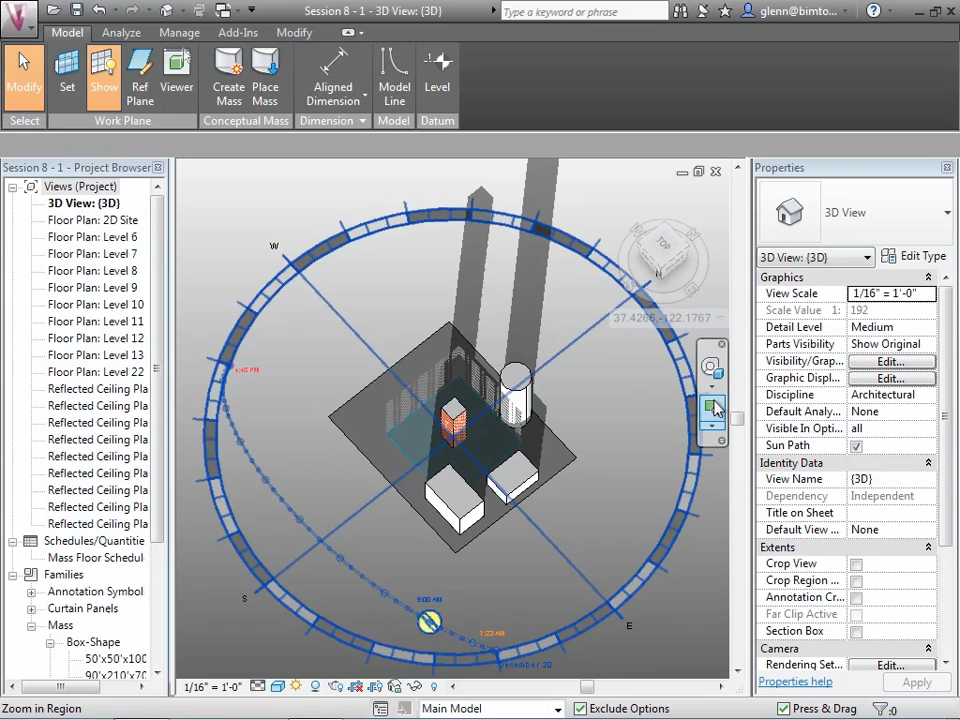 Session 8 - 1 - 3D View: {3D}
Type a keyword or phrase
glenn@bimto...
Model
Analyze
Manage
Add-Ins
Modify
Modify
Set
Show
Ref
Plane
Viewer
Create
Mass
Place
Mass
Aligned
Dimension
Model
Line
Level
Select
Work Plane
Conceptual Mass
Dimension
Model
Datum
Session 8 - 1 - Project Browser
Views (Project)
3D View: {3D}
Floor Plan: 2D Site
Floor Plan: Level 6
Floor Plan: Level 7
Floor Plan: Level 8
Floor Plan: Level 9
Floor Plan: Level 10
Floor Plan: Level 11
Floor Plan: Level 12
Floor Plan: Level 13
Floor Plan: Level 22
Reflected Ceiling Pla
Reflected Ceiling Pla
Reflected Ceiling Pla
Reflected Ceiling Pla
Reflected Ceiling Pla
Reflected Ceiling Pla
Reflected Ceiling Pla
Reflected Ceiling Pla
Reflected Ceiling Pla
Schedules/Quantitie
Mass Floor Schedul
Families
Annotation Symbol
Curtain Panels
Mass
Box-Shape
50'x50'x100
90'x210'x70
W
TOP
N
37.4266,-122.1767
S
E
9:00 AM
7:23 AM
December 20
1/16" = 1'-0"
Properties
3D View
3D View: {3D}
Edit Type
Graphics
View Scale 1/16" = 1'-0"
Scale Value 1: 192
Detail Level Medium
Parts Visibility Show Original
Visibility/Grap... Edit...
Graphic Displ... Edit...
Discipline Architectural
Default Analy... None
Visible In Opti... all
Sun Path
Identity Data
View Name {3D}
Dependency Independent
Title on Sheet
Default View ... None
Extents
Crop View
Crop Region ...
Annotation Cr...
Far Clip Active
Section Box
Camera
Rendering Set... Edit...
Properties help
Apply
Zoom in Region
Main Model
Exclude Options
Press & Drag
:0